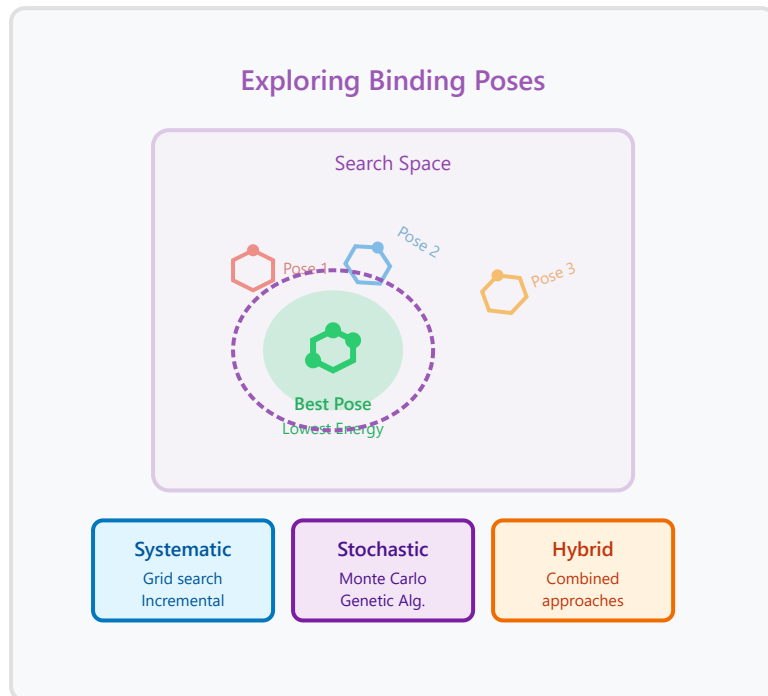 Exploring Binding Poses
Search Space
Pose 1
Pose 2
Pose 3
Best Pose
Lowest Energy
Systematic
Grid search
Incremental
Stochastic
Monte Carlo
Genetic Alg.
Hybrid
Combined
approaches